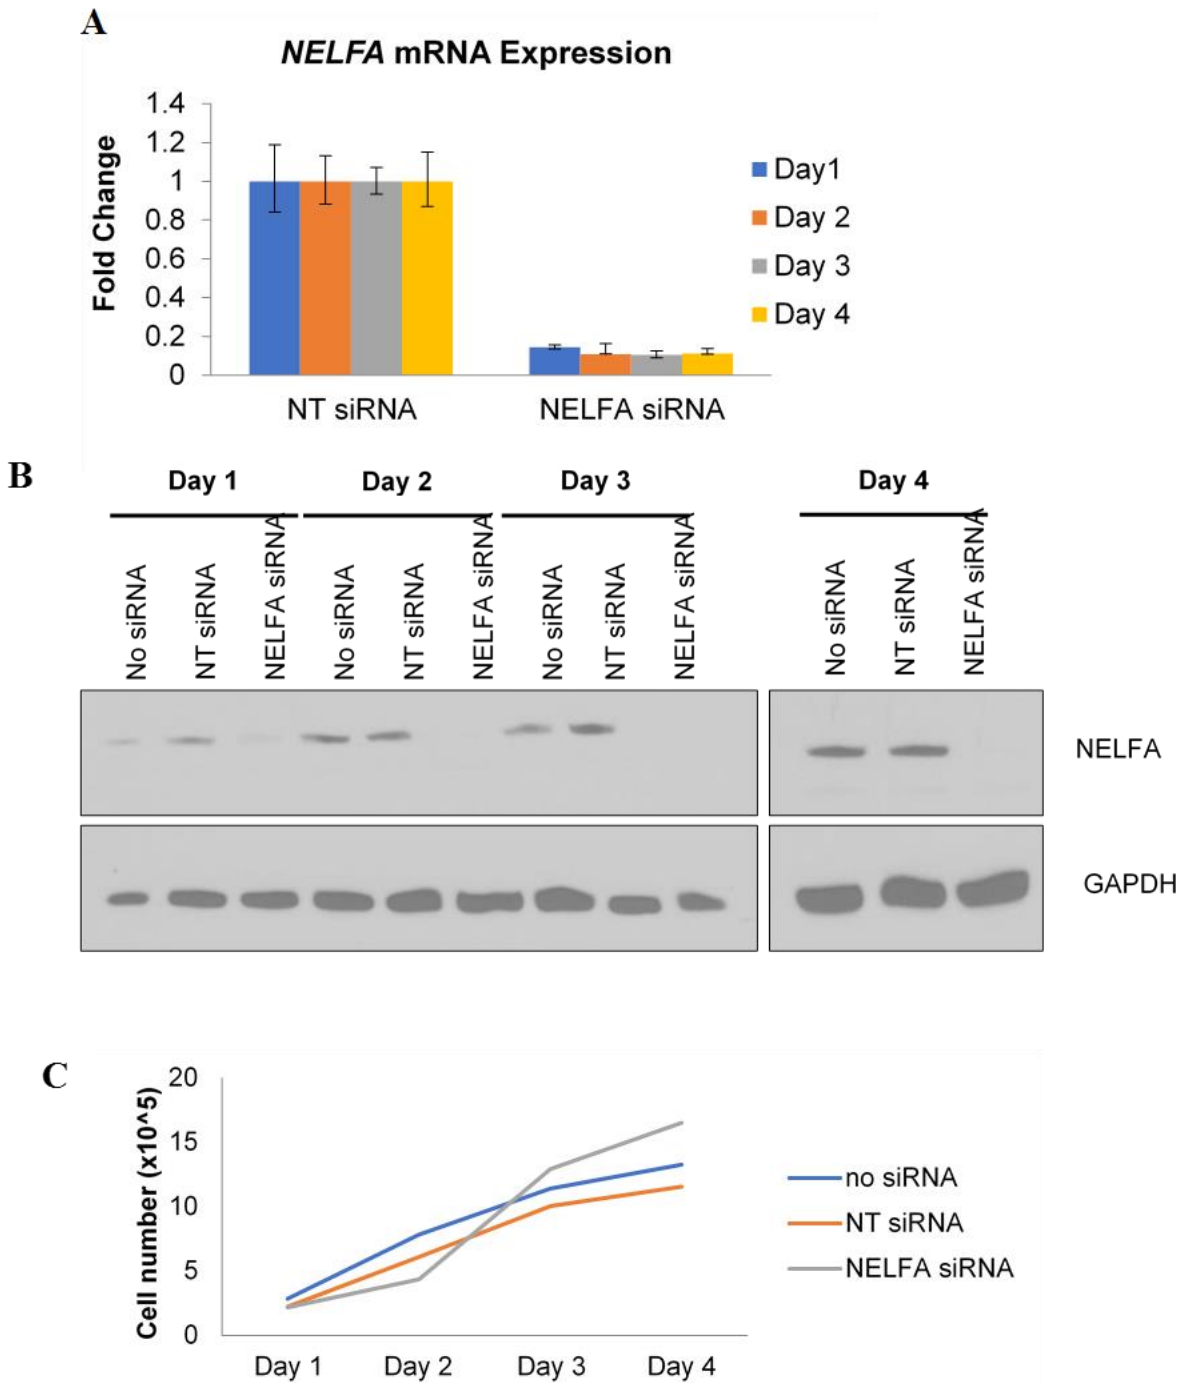 A
NELFA mRNA Expression
Fold Change
1.4
1.2
1
0.8
0.6
0.4
0.2
0
NT siRNA
NELFA siRNA
Day1
Day 2
Day 3
Day 4
B
Day 1
Day 2
Day 3
Day 4
No siRNA
NT siRNA
NELFA siRNA
No siRNA
NT siRNA
NELFA siRNA
No siRNA
NT siRNA
NELFA siRNA
No siRNA
NT siRNA
NELFA siRNA
NELFA
GAPDH
C
Cell number (x10^5)
20
15
10
5
0
Day 1
Day 2
Day 3
Day 4
no siRNA
NT siRNA
NELFA siRNA